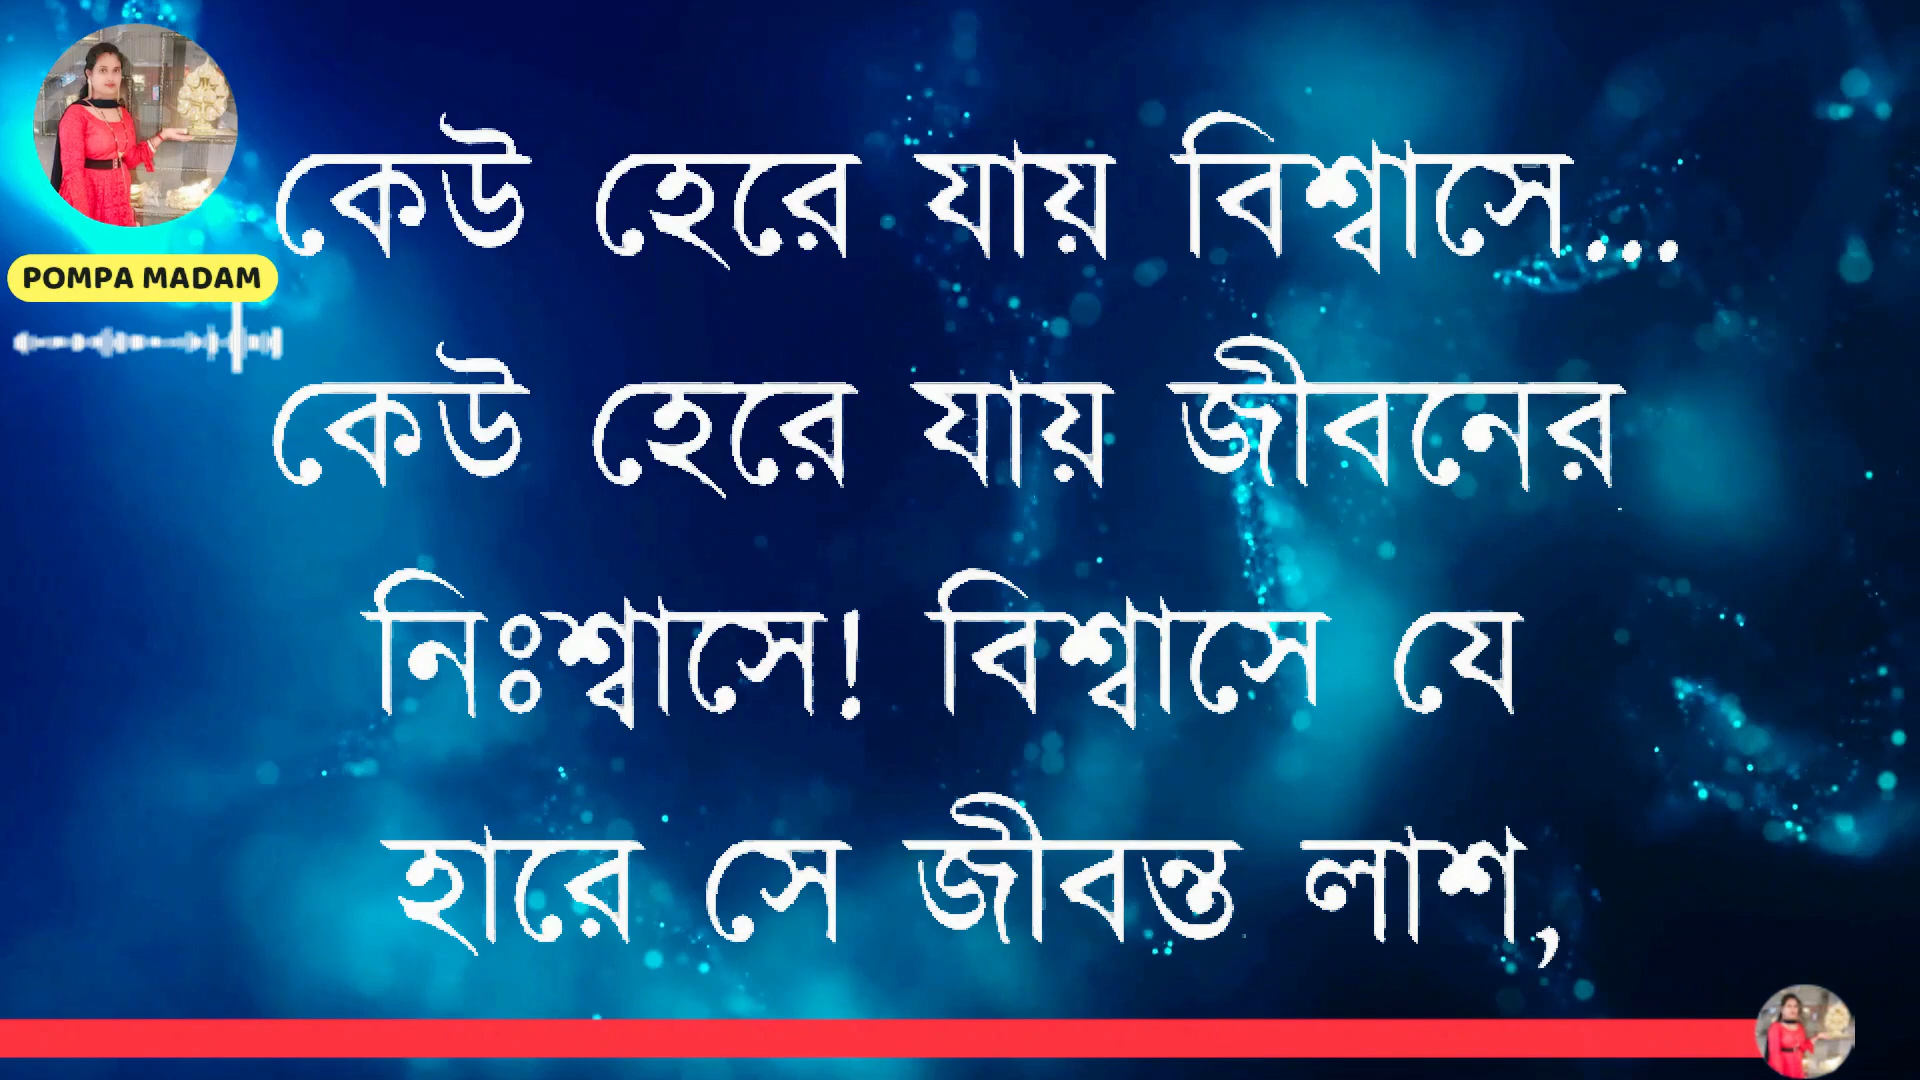 POMPA MADAM
কেউ হেরে যায় বিশ্বাসে...
কেউ হেরে যায় জীবনের
নিঃশ্বাসে! বিশ্বাসে যে
হারে সে জীবন্ত লাশ,